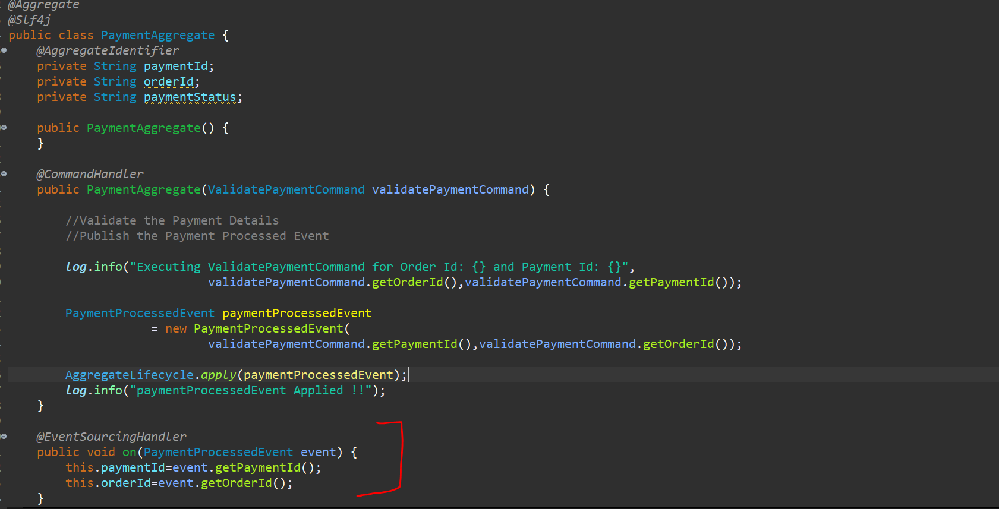 @Aggregate
@Slf4j
public class PaymentAggregate {
@AggregateIdentifier
private String paymentId;
private String orderId;
private String paymentStatus;
public PaymentAggregate() {
}
@CommandHandler
public PaymentAggregate(ValidatePaymentCommand validatePaymentCommand) {
//Validate the Payment Details
//Publish the Payment Processed Event
log.info("Executing ValidatePaymentCommand for Order Id: {} and Payment Id: {}",
validatePaymentCommand.getOrderId(),validatePaymentCommand.getPaymentId());
PaymentProcessedEvent paymentProcessedEvent
= new PaymentProcessedEvent(
validatePaymentCommand.getPaymentId(),validatePaymentCommand.getOrderId());
AggregateLifecycle.apply(paymentProcessedEvent);
log.info("paymentProcessedEvent Applied !!");
}
@EventSourcingHandler
public void on(PaymentProcessedEvent event) {
this.paymentId=event.getPaymentId();
this.orderId=event.getOrderId();
}